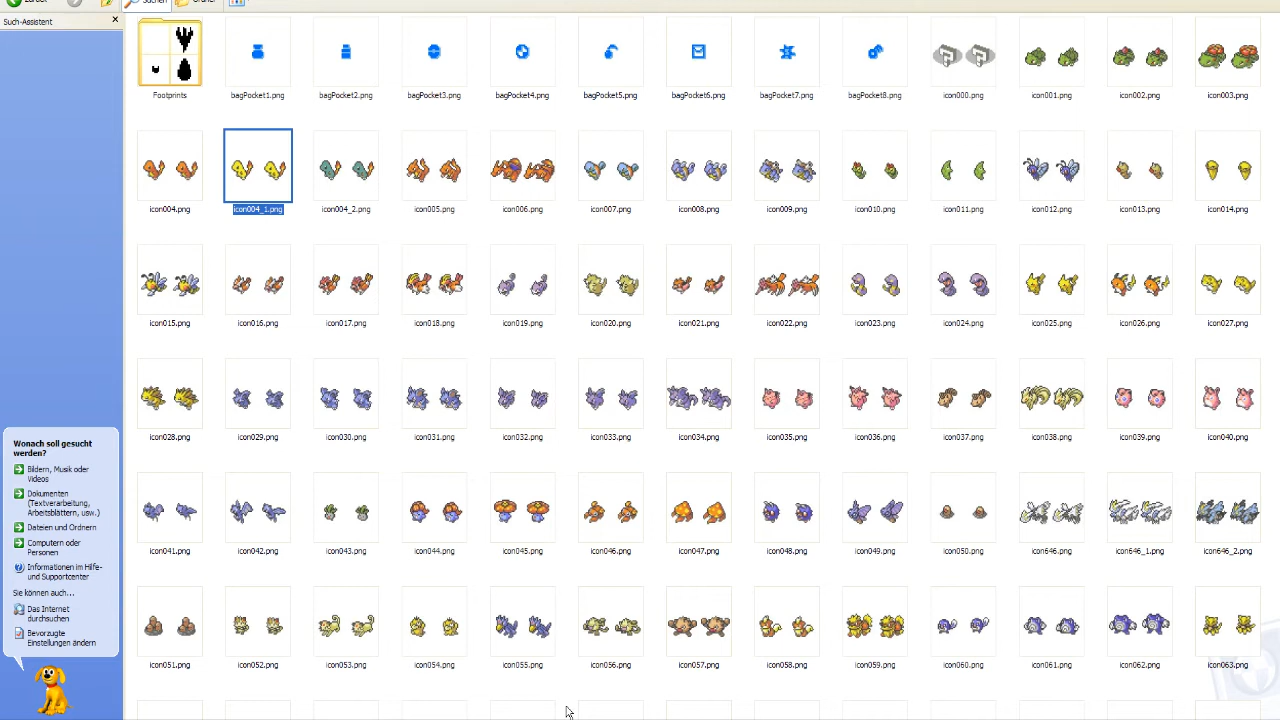 Zurück
Suchen
Ordner
Such-Assistent
Footprints
bagPocket1.png
bagPocket2.png
bagPocket3.png
bagPocket4.png
bagPocket5.png
bagPocket6.png
bagPocket7.png
bagPocket8.png
icon000.png
icon001.png
icon002.png
icon003.png
icon004.png
icon004_1.png
icon004_2.png
icon005.png
icon006.png
icon007.png
icon008.png
icon009.png
icon010.png
icon011.png
icon012.png
icon013.png
icon014.png
icon015.png
icon016.png
icon017.png
icon018.png
icon019.png
icon020.png
icon021.png
icon022.png
icon023.png
icon024.png
icon025.png
icon026.png
icon027.png
icon028.png
icon029.png
icon030.png
icon031.png
icon032.png
icon033.png
icon034.png
icon035.png
icon036.png
icon037.png
icon038.png
icon039.png
icon040.png
icon041.png
icon042.png
icon043.png
icon044.png
icon045.png
icon046.png
icon047.png
icon048.png
icon049.png
icon050.png
icon646.png
icon646_1.png
icon646_2.png
icon051.png
icon052.png
icon053.png
icon054.png
icon055.png
icon056.png
icon057.png
icon058.png
icon059.png
icon060.png
icon061.png
icon062.png
icon063.png
Wonach soll gesucht
werden?
Bildern, Musik oder
Videos
Dokumenten
(Textverarbeitung,
Arbeitsblättern, usw.)
Dateien und Ordnern
Computern oder
Personen
Informationen im Hilfe-
und Supportcenter
Sie können auch...
Das Internet
durchsuchen
Bevorzugte
Einstellungen ändern